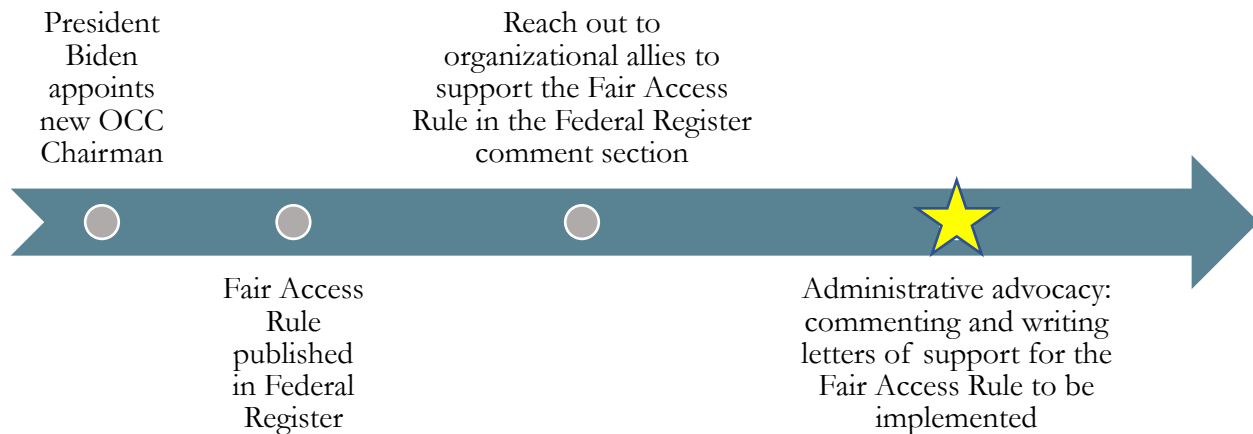 President
Biden
appoints
new OCC
Chairman
Fair Access
Rule
published
in Federal
Register
Reach out to
organizational allies to
support the Fair Access
Rule in the Federal Register
comment section
Administrative advocacy:
commenting and writing
letters of support for the
Fair Access Rule to be
implemented